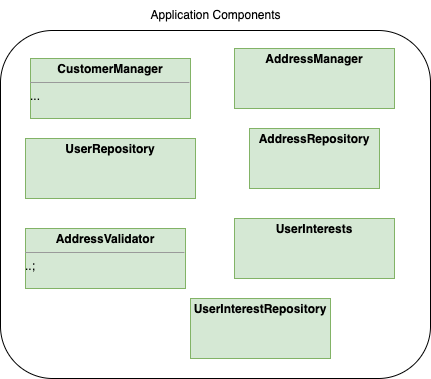 Application Components
CustomerManager
...
AddressManager
UserRepository
AddressRepository
AddressValidator
..;
UserInterests
UserInterestRepository